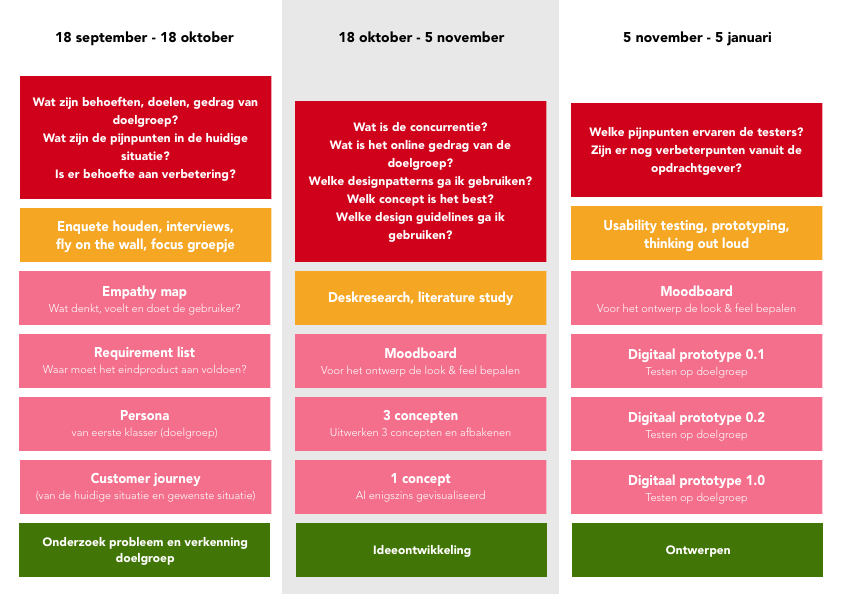 18 september - 18 oktober
Wat zijn behoeften, doelen, gedrag van
doelgroep?
Wat zijn de pijnpunten in de huidige
situatie?
Is er behoefte aan verbetering?
Enquete houden, interviews,
fly on the wall, focus groepje
Empathy map
Wat denkt, voelt en doet de gebruiker?
Requirement list
Waar moet het eindproduct aan voldoen?
Persona
van eerste klasser (doelgroep)
Customer journey
(van de huidige situatie en gewenste situatie)
Onderzoek probleem en verkenning
doelgroep
18 oktober - 5 november
Wat is de concurrentie?
Wat is het online gedrag van de
doelgroep?
Welke designpatterns ga ik gebruiken?
Welk concept is het best?
Welke design guidelines ga ik
gebruiken?
Deskresearch, literature study
Moodboard
Voor het ontwerp de look & feel bepalen
3 concepten
Uitwerken 3 concepten en afbakenen
1 concept
Al enigszins gevisualiseerd
Ideeontwikkeling
5 november - 5 januari
Welke pijnpunten ervaren de testers?
Zijn er nog verbeterpunten vanuit de
opdrachtgever?
Usability testing, prototyping,
thinking out loud
Moodboard
Voor het ontwerp de look & feel bepalen
Digitaal prototype 0.1
Testen op doelgroep
Digitaal prototype 0.2
Testen op doelgroep
Digitaal prototype 1.0
Testen op doelgroep
Ontwerpen